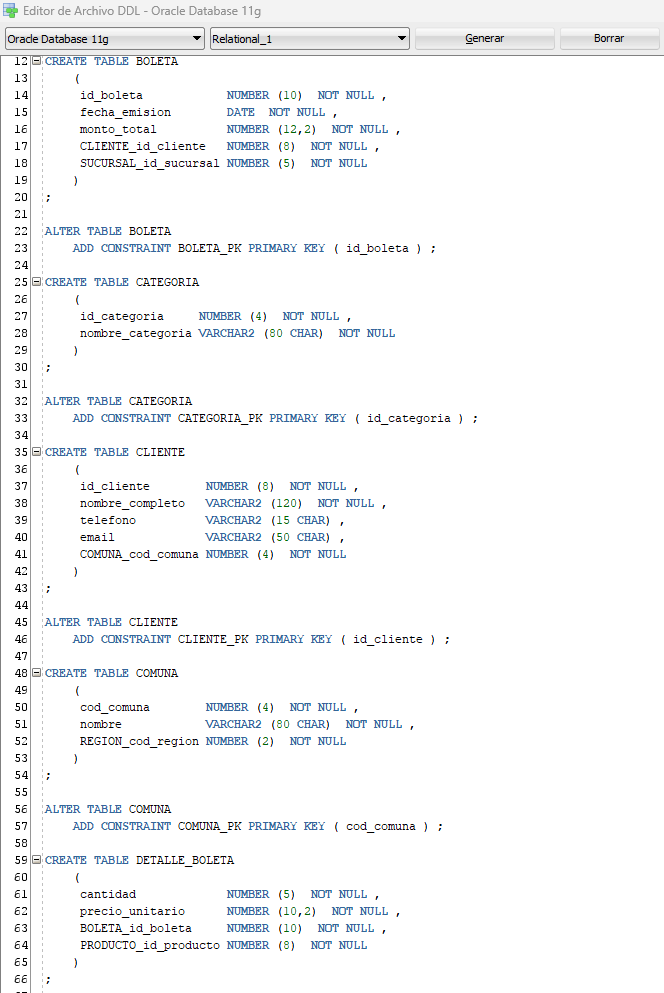 Editor de Archivo DDL - Oracle Database 11g
Oracle Database 11g Relational_1 Generar Borrar
12 CREATE TABLE BOLETA
13 (
14 id_boleta NUMBER (10) NOT NULL ,
15 fecha_emision DATE NOT NULL ,
16 monto_total NUMBER (12,2) NOT NULL ,
17 CLIENTE_id_cliente NUMBER (8) NOT NULL ,
18 SUCURSAL_id_sucursal NUMBER (5) NOT NULL
19 )
20 ;
21
22 ALTER TABLE BOLETA
23 ADD CONSTRAINT BOLETA_PK PRIMARY KEY ( id_boleta ) ;
24
25 CREATE TABLE CATEGORIA
26 (
27 id_categoria NUMBER (4) NOT NULL ,
28 nombre_categoria VARCHAR2 (80 CHAR) NOT NULL
29 )
30 ;
31
32 ALTER TABLE CATEGORIA
33 ADD CONSTRAINT CATEGORIA_PK PRIMARY KEY ( id_categoria ) ;
34
35 CREATE TABLE CLIENTE
36 (
37 id_cliente NUMBER (8) NOT NULL ,
38 nombre_completo VARCHAR2 (120) NOT NULL ,
39 telefono VARCHAR2 (15 CHAR) ,
40 email VARCHAR2 (50 CHAR) ,
41 COMUNA_cod_comuna NUMBER (4) NOT NULL
42 )
43 ;
44
45 ALTER TABLE CLIENTE
46 ADD CONSTRAINT CLIENTE_PK PRIMARY KEY ( id_cliente ) ;
47
48 CREATE TABLE COMUNA
49 (
50 cod_comuna NUMBER (4) NOT NULL ,
51 nombre VARCHAR2 (80 CHAR) NOT NULL ,
52 REGION_cod_region NUMBER (2) NOT NULL
53 )
54 ;
55
56 ALTER TABLE COMUNA
57 ADD CONSTRAINT COMUNA_PK PRIMARY KEY ( cod_comuna ) ;
58
59 CREATE TABLE DETALLE_BOLETA
60 (
61 cantidad NUMBER (5) NOT NULL ,
62 precio_unitario NUMBER (10,2) NOT NULL ,
63 BOLETA_id_boleta NUMBER (10) NOT NULL ,
64 PRODUCTO_id_producto NUMBER (8) NOT NULL
65 )
66 ;